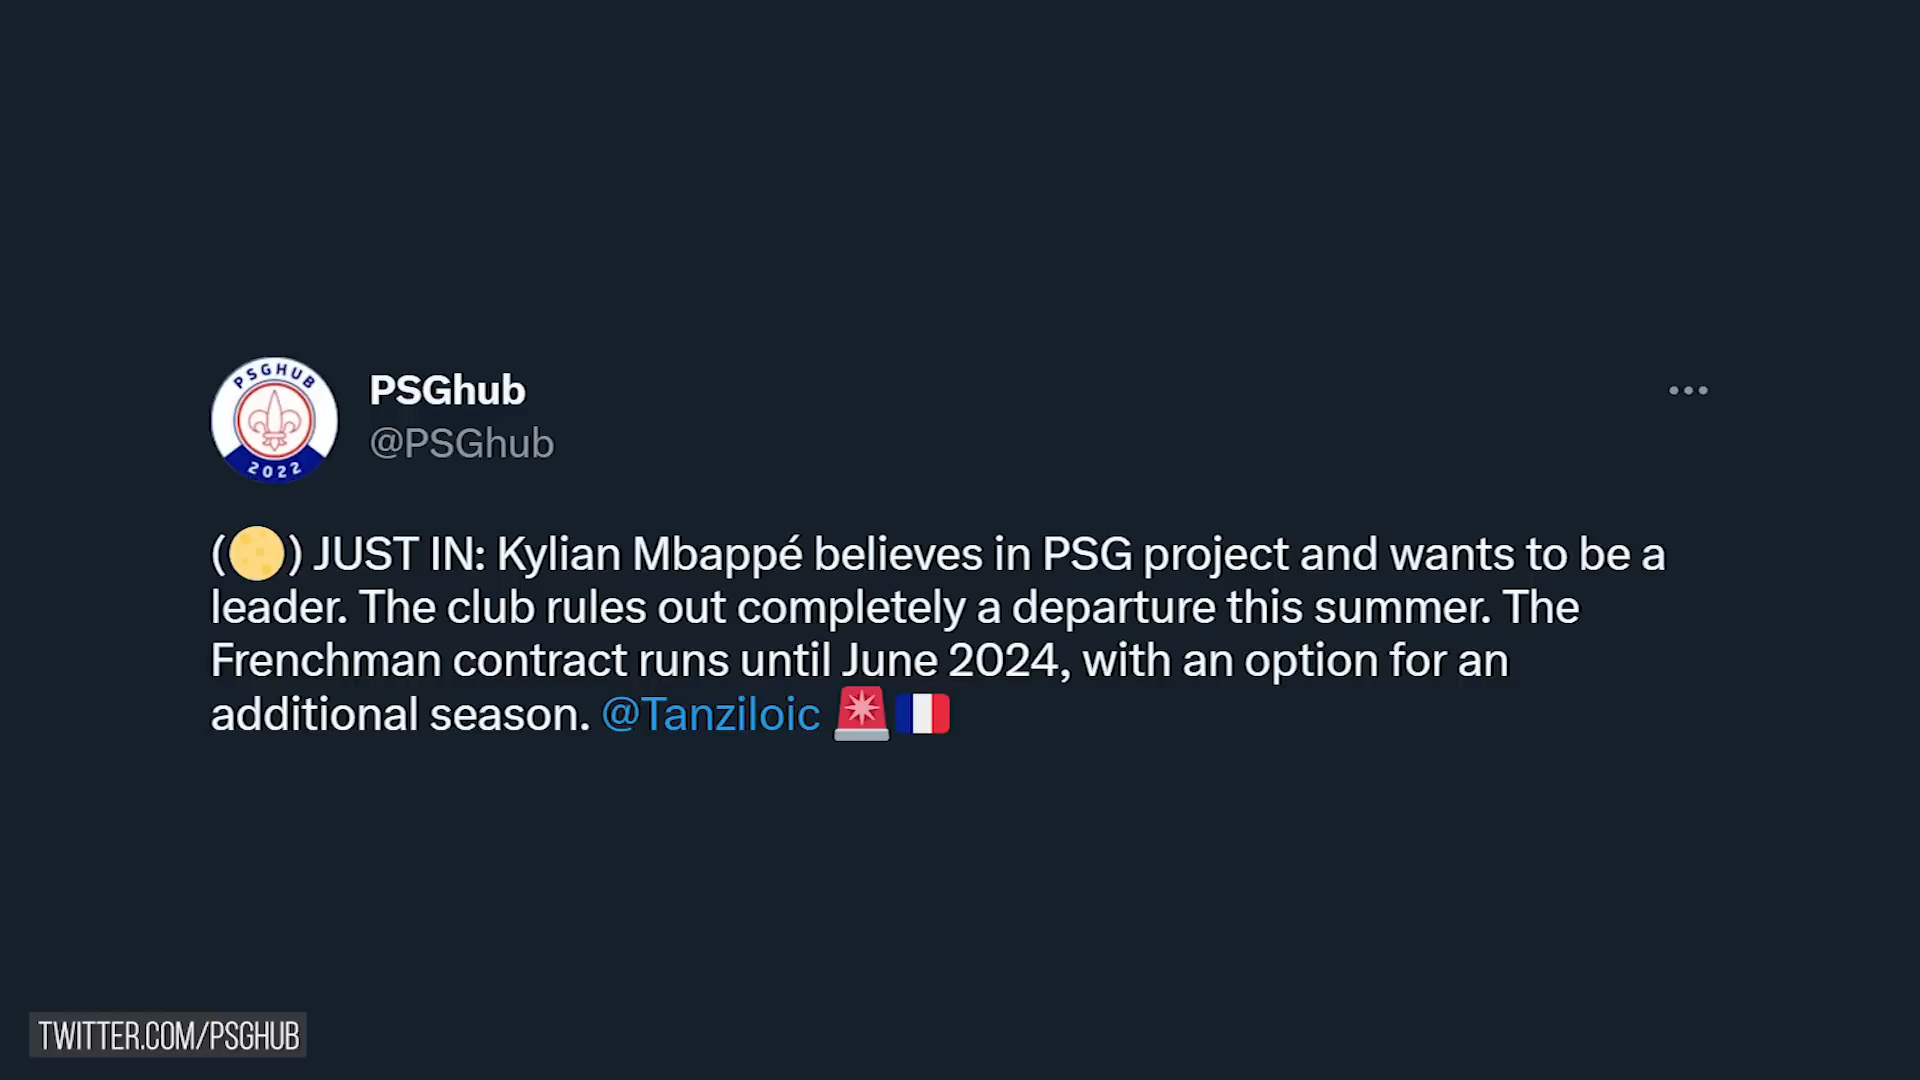 PSGHUB
2022
PSGhub
@PSGhub
(🌕) JUST IN: Kylian Mbappé believes in PSG project and wants to be a
leader. The club rules out completely a departure this summer. The
Frenchman contract runs until June 2024, with an option for an
additional season. @Tanziloic 🚨🇫🇷
TWITTER.COM/PSGHUB